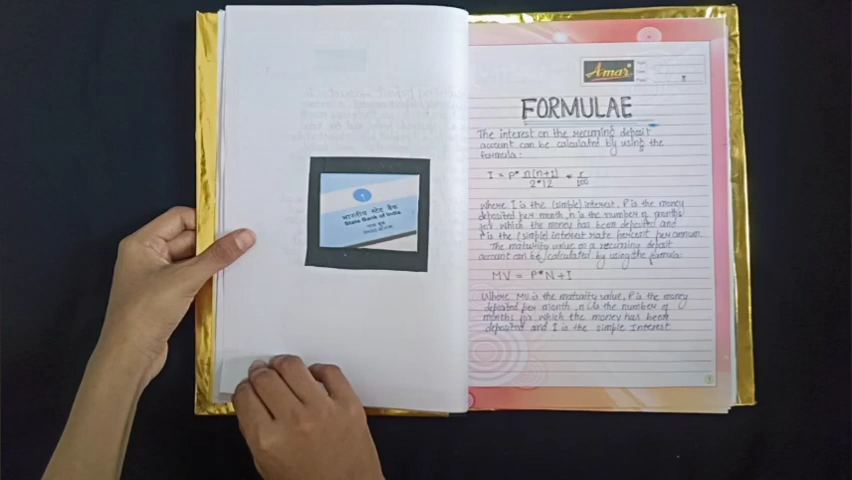 भारतीय स्टेट बैंक
State Bank of India
पास बुक
Amar
FORMULAE
The interest on the recurring deposit
account can be calculated by using the
formula:
I = P* n(n+1)/2*12 * r/100
Where I is the (simple) interest, P is the money
deposited per month, n is the number of months
for which the money has been deposited and
r is the (simple) interest rate percent per annum
The maturity value on a recurring deposit
account can be calculated by using the formula:
MV = P*N+I
Where MV is the maturity value, P is the money
deposited per month, n is the number of
months for which the money has been
deposited and I is the simple Interest